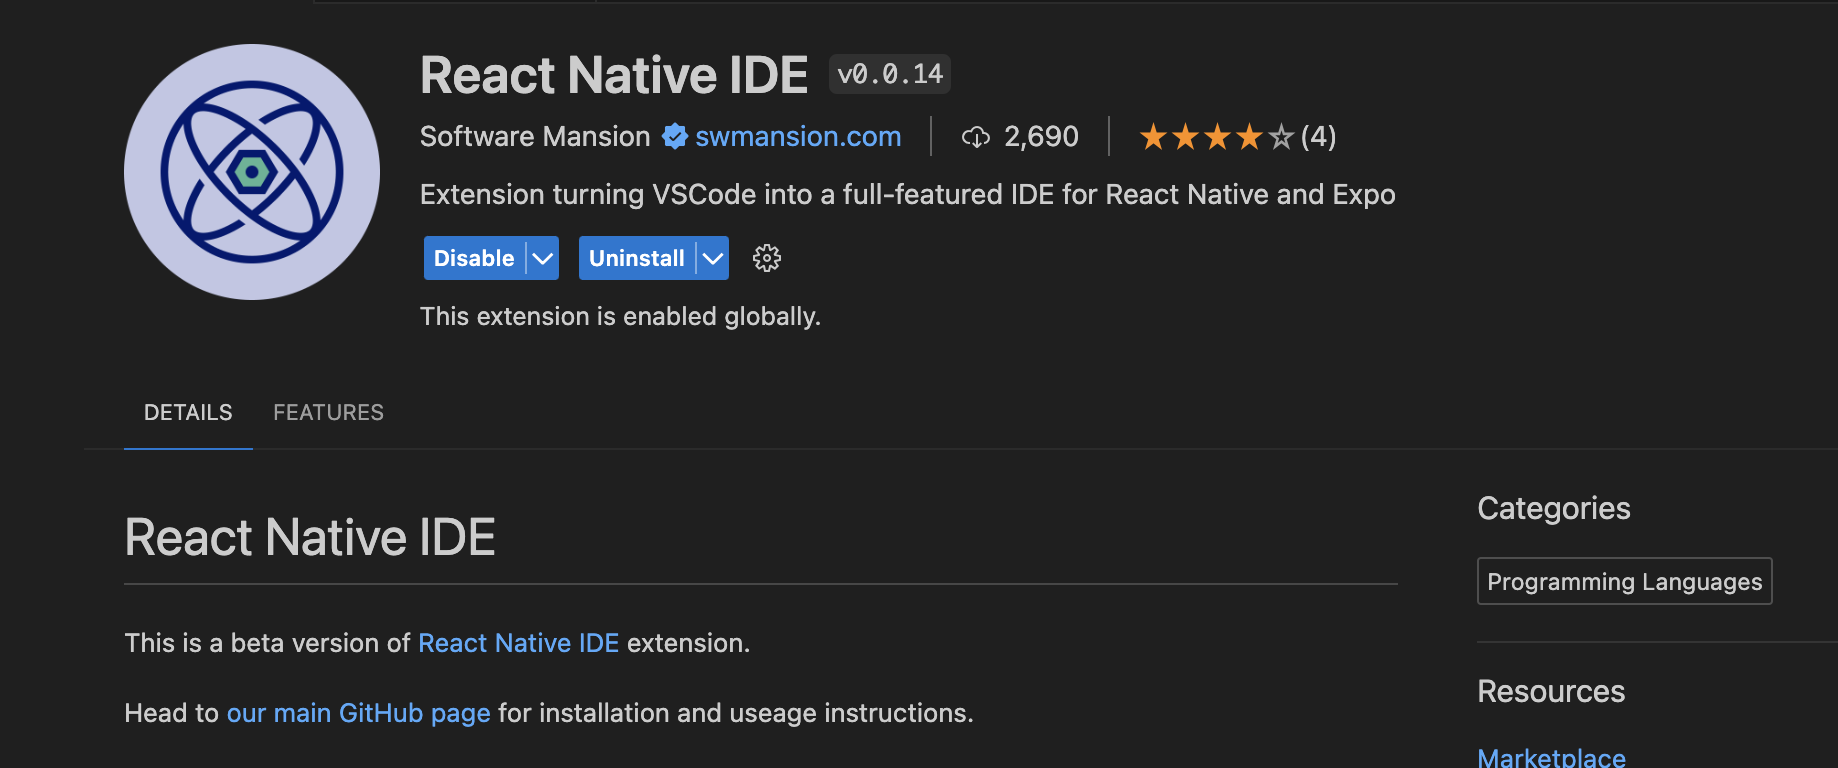 React Native IDE v0.0.14
Software Mansion swmansion.com 2,690 (4)
Extension turning VSCode into a full-featured IDE for React Native and Expo
Disable Uninstall
This extension is enabled globally.
DETAILS FEATURES
React Native IDE
This is a beta version of React Native IDE extension.
Head to our main GitHub page for installation and useage instructions.
Categories
Programming Languages
Resources
Marketplace